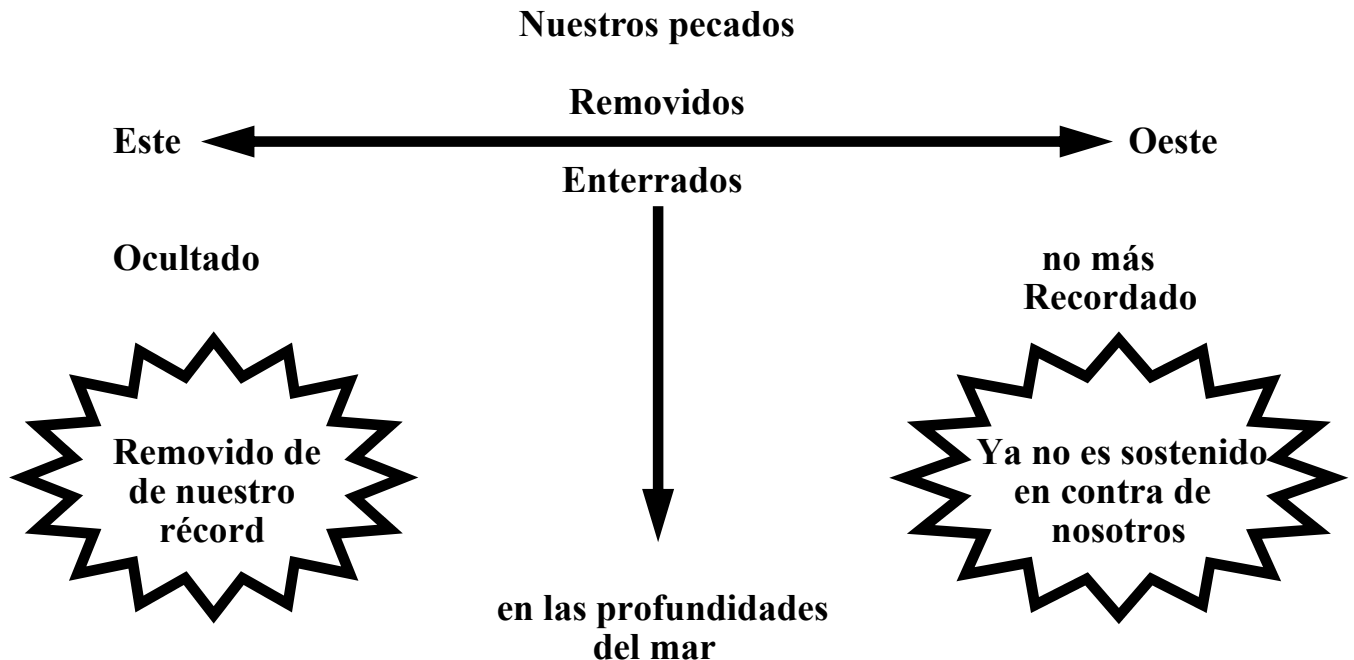 Nuestros pecados
Removidos
Este
Oeste
Enterrados
Ocultado
no más
Recordado
Removido de
de nuestro
récord
Ya no es sostenido
en contra de
nosotros
en las profundidades
del mar